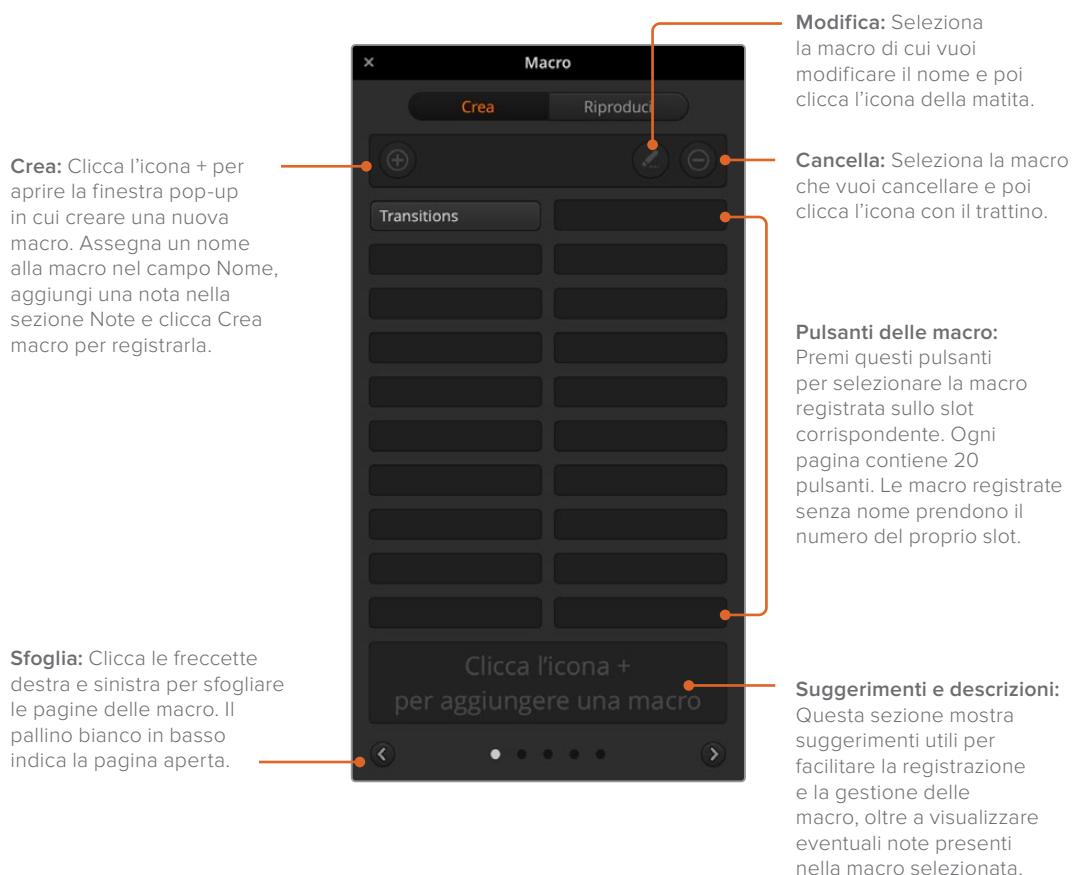 Crea: Clicca l'icona + per
aprire la finestra pop-up
in cui creare una nuova
macro. Assegna un nome
alla macro nel campo Nome,
aggiungi una nota nella
sezione Note e clicca Crea
macro per registrarla.
Sfoglia: Clicca le freccette
destra e sinistra per sfogliare
le pagine delle macro. Il
pallino bianco in basso
indica la pagina aperta.
Macro
Crea
Riproduci
Transitions
Clicca l'icona +
per aggiungere una macro
Modifica: Seleziona
la macro di cui vuoi
modificare il nome e poi
clicca l'icona della matita.
Cancella: Seleziona la macro
che vuoi cancellare e poi
clicca l'icona con il trattino.
Pulsanti delle macro:
Premi questi pulsanti
per selezionare la macro
registrata sullo slot
corrispondente. Ogni
pagina contiene 20
pulsanti. Le macro registrate
senza nome prendono il
numero del proprio slot.
Suggerimenti e descrizioni:
Questa sezione mostra
suggerimenti utili per
facilitare la registrazione
e la gestione delle
macro, oltre a visualizzare
eventuali note presenti
nella macro selezionata.